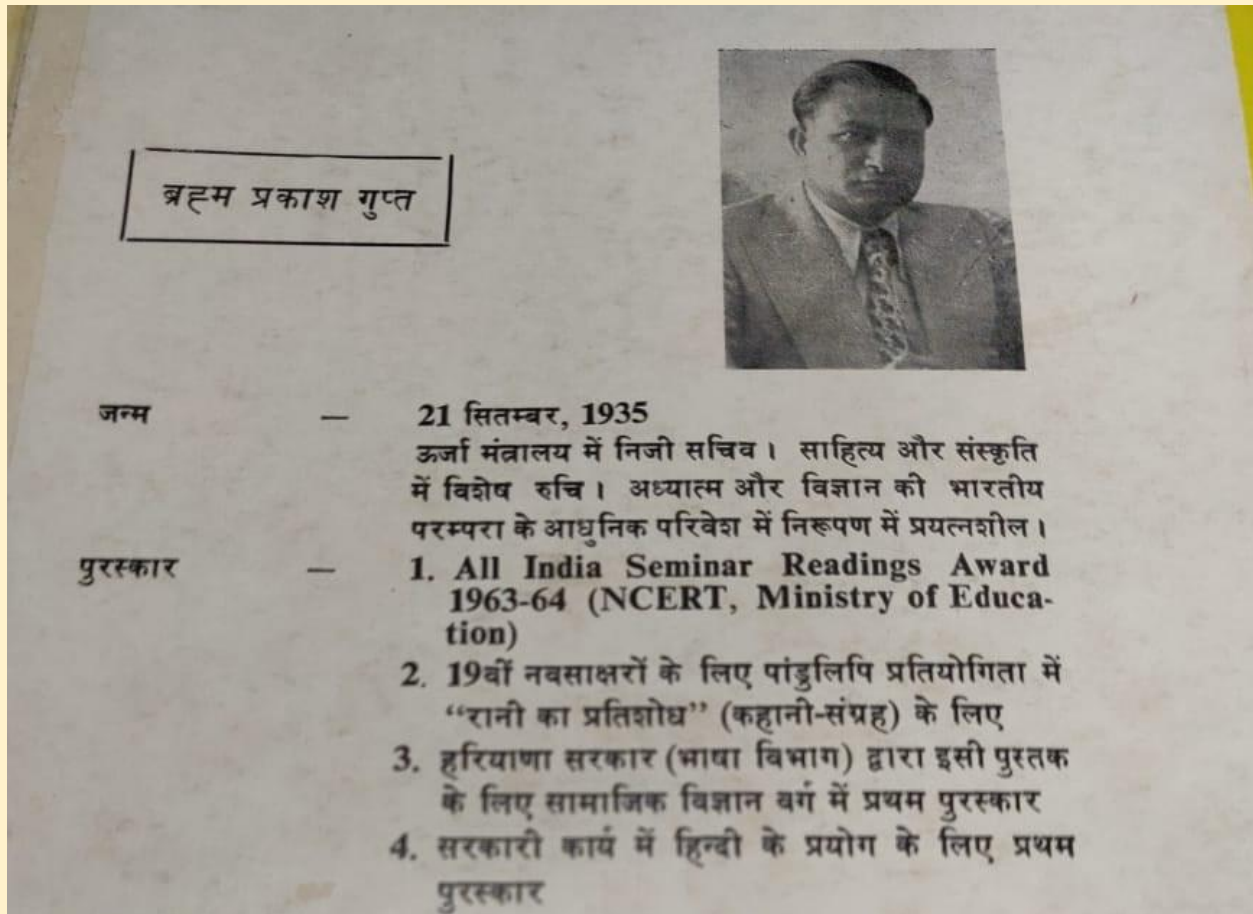 ब्रह्म प्रकाश गुप्त
जन्म — 21 सितम्बर, 1935
ऊर्जा मंत्रालय में निजी सचिव। साहित्य और संस्कृति
में विशेष रुचि। अध्यात्म और विज्ञान की भारतीय
परम्परा के आधुनिक परिवेश में निरूपण में प्रयत्नशील।
पुरस्कार — 1. All India Seminar Readings Award
1963-64 (NCERT, Ministry of Educa-
tion)
2. 19वीं नवसाक्षरों के लिए पांडुलिपि प्रतियोगिता में
“रानी का प्रतिशोध” (कहानी-संग्रह) के लिए
3. हरियाणा सरकार (भाषा विभाग) द्वारा इसी पुस्तक
के लिए सामाजिक विज्ञान वर्ग में प्रथम पुरस्कार
4. सरकारी कार्य में हिन्दी के प्रयोग के लिए प्रथम
पुरस्कार